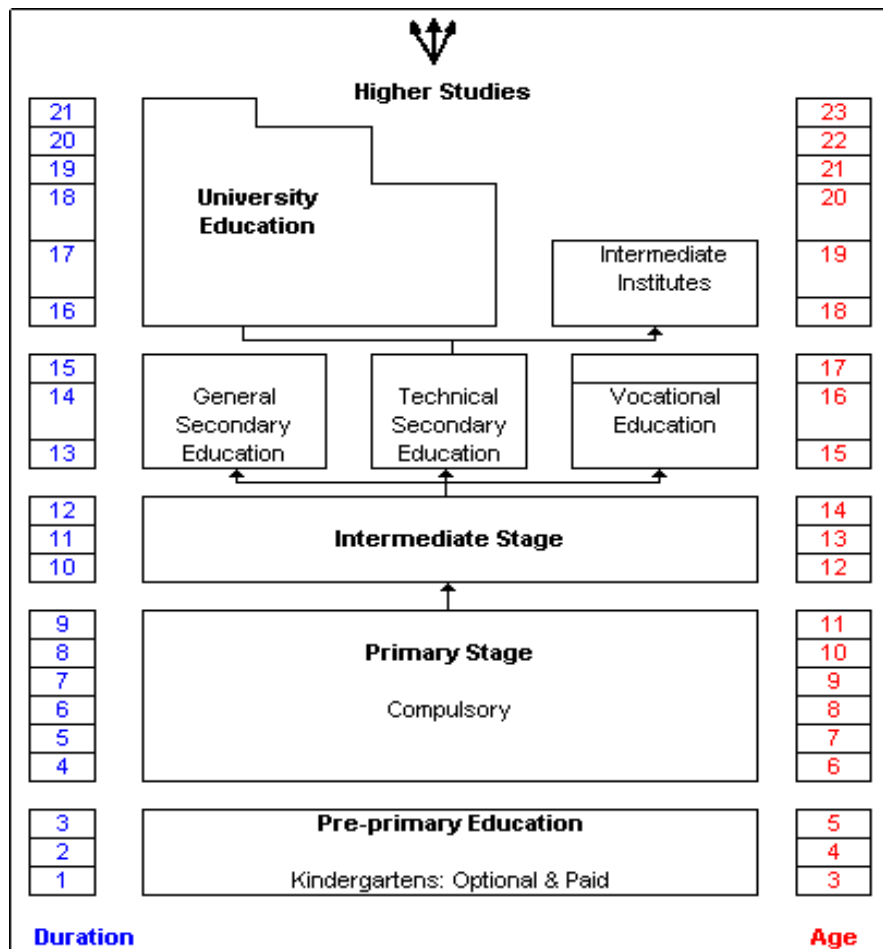 Higher Studies
21 23
20 22
19 21
18 University 20
Education
17 Intermediate 19
Institutes
16 18
15 17
14 General Technical Vocational 16
Secondary Secondary Education
13 Education Education 15
12 14
11 Intermediate Stage 13
10 12
9 11
8 Primary Stage 10
7 9
6 Compulsory 8
5 7
4 6
3 Pre-primary Education 5
2 4
1 Kindergartens: Optional & Paid 3
Duration Age